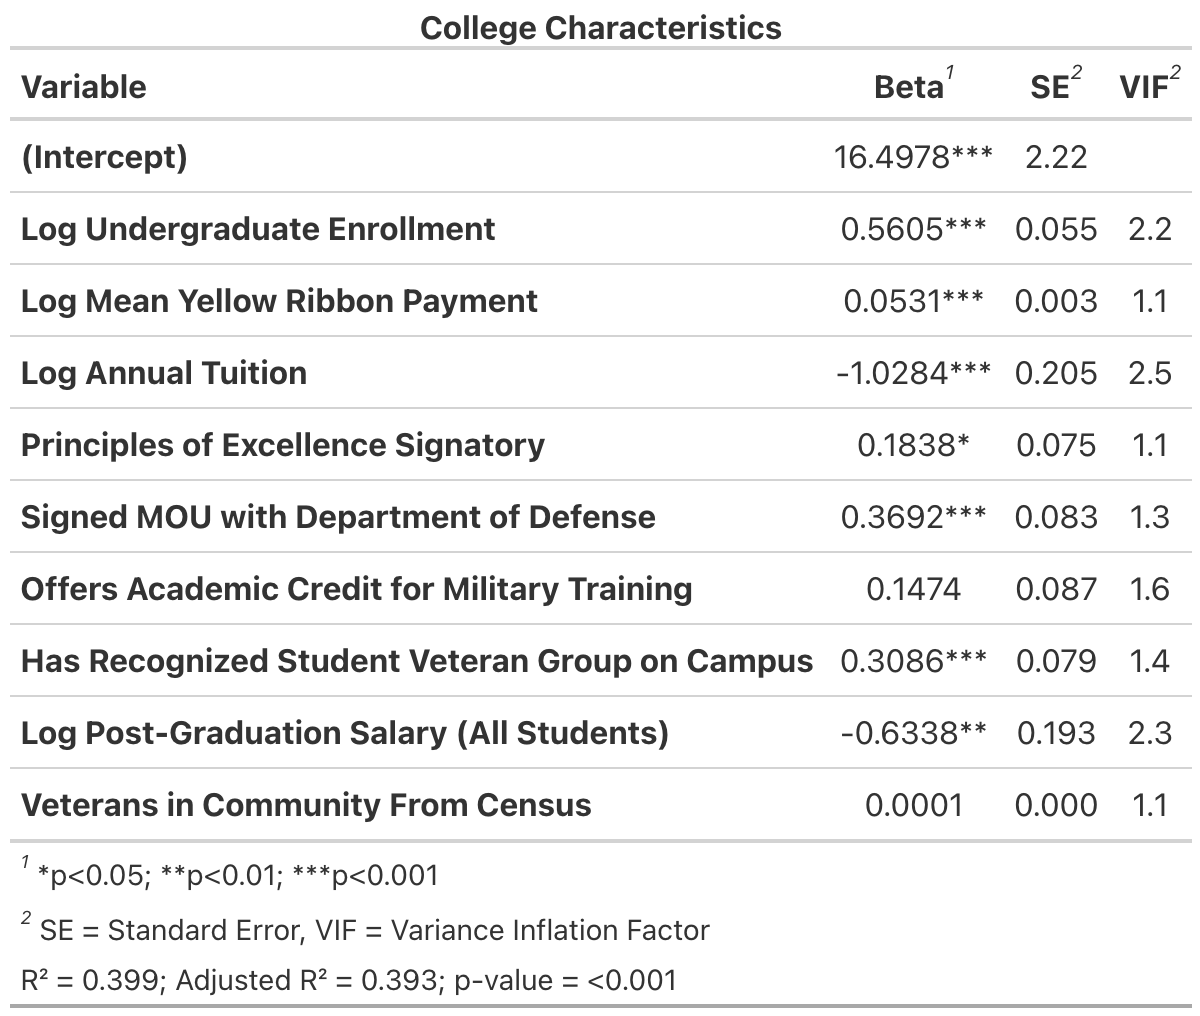 College Characteristics
Variable Beta¹ SE² VIF²
(Intercept) 16.4978*** 2.22
Log Undergraduate Enrollment 0.5605*** 0.055 2.2
Log Mean Yellow Ribbon Payment 0.0531*** 0.003 1.1
Log Annual Tuition -1.0284*** 0.205 2.5
Principles of Excellence Signatory 0.1838* 0.075 1.1
Signed MOU with Department of Defense 0.3692*** 0.083 1.3
Offers Academic Credit for Military Training 0.1474 0.087 1.6
Has Recognized Student Veteran Group on Campus 0.3086*** 0.079 1.4
Log Post-Graduation Salary (All Students) -0.6338** 0.193 2.3
Veterans in Community From Census 0.0001 0.000 1.1
¹ *p<0.05; **p<0.01; ***p<0.001
² SE = Standard Error, VIF = Variance Inflation Factor
R² = 0.399; Adjusted R² = 0.393; p-value = <0.001